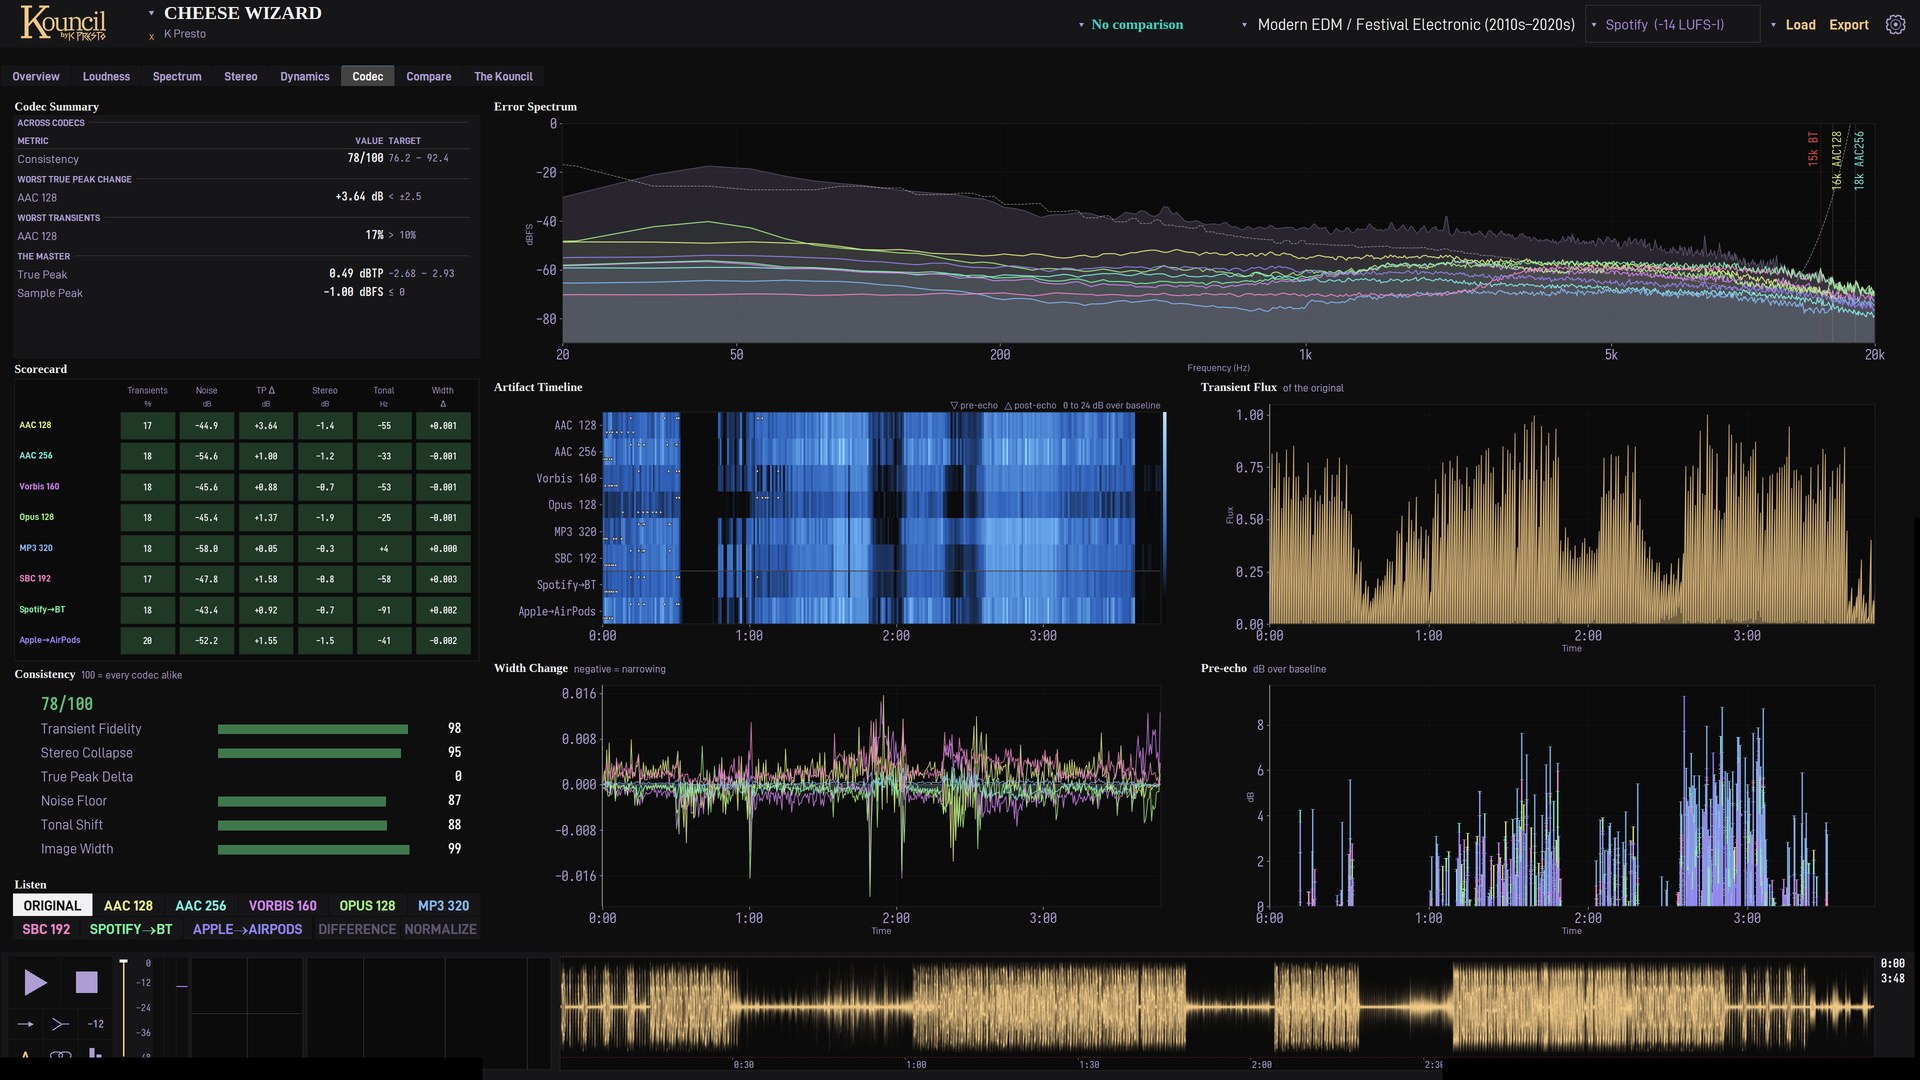 Kouncil
by K PRESTO
▾ CHEESE WIZARD
x K Presto
▾ No comparison
▾ Modern EDM / Festival Electronic (2010s–2020s)
▾ Spotify (-14 LUFS-I)
▾ Load Export
Overview Loudness Spectrum Stereo Dynamics Codec Compare The Kouncil
Codec Summary
ACROSS CODECS
METRIC VALUE TARGET
Consistency 78/100 76.2 – 92.4
WORST TRUE PEAK CHANGE
AAC 128 +3.64 dB < ±2.5
WORST TRANSIENTS
AAC 128 17% > 10%
THE MASTER
True Peak 0.49 dBTP -2.68 – 2.93
Sample Peak -1.00 dBFS ≤ 0
Error Spectrum
0
-20
-40
-60
-80
dBFS
15k BT
16k AAC128
18k AAC256
20 50 200 1k 5k 20k
Frequency (Hz)
Scorecard
Transients Noise TP Δ Stereo Tonal Width
% dB dB dB Hz Δ
AAC 128 17 -44.9 +3.64 -1.4 -55 +0.001
AAC 256 18 -54.6 +1.00 -1.2 -33 -0.001
Vorbis 160 18 -45.6 +0.88 -0.7 -53 -0.001
Opus 128 18 -45.4 +1.37 -1.9 -25 -0.001
MP3 320 18 -58.0 +0.05 -0.3 +4 +0.000
SBC 192 17 -47.8 +1.58 -0.8 -58 +0.003
Spotify→BT 18 -43.4 +0.92 -0.7 -91 +0.002
Apple→AirPods 20 -52.2 +1.55 -1.5 -41 -0.002
Artifact Timeline
▽ pre-echo △ post-echo 0 to 24 dB over baseline
AAC 128
AAC 256
Vorbis 160
Opus 128
MP3 320
SBC 192
Spotify→BT
Apple→AirPods
0:00 1:00 2:00 3:00
Transient Flux of the original
1.00
0.75
0.50
0.25
0.00
Flux
0:00 1:00 2:00 3:00
Time
Consistency 100 = every codec alike
78/100
Transient Fidelity 98
Stereo Collapse 95
True Peak Delta 0
Noise Floor 87
Tonal Shift 88
Image Width 99
Width Change negative = narrowing
0.016
0.008
0.000
-0.008
-0.016
0:00 1:00 2:00 3:00
Time
Pre-echo dB over baseline
8
6
4
2
0
dB
0:00 1:00 2:00 3:00
Time
Listen
ORIGINAL AAC 128 AAC 256 VORBIS 160 OPUS 128 MP3 320
SBC 192 SPOTIFY→BT APPLE→AIRPODS DIFFERENCE NORMALIZE
0
-12
-24
-36
-12
0:00
3:48
0:30 1:00 1:30 2:00 2:30